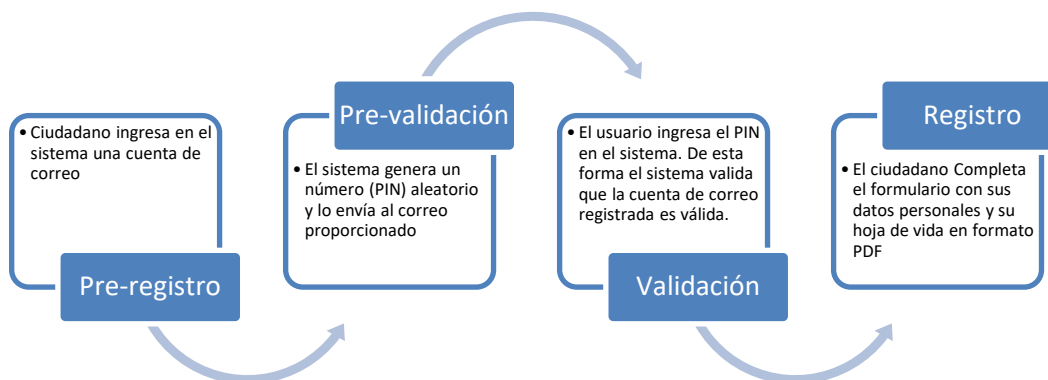 • Ciudadano ingresa en el
sistema una cuenta de
correo
Pre-registro
Pre-validación
• El sistema genera un
número (PIN) aleatorio
y lo envía al correo
proporcionado
• El usuario ingresa el PIN
en el sistema. De esta
forma el sistema valida
que la cuenta de correo
registrada es válida.
Validación
Registro
• El ciudadano Completa
el formulario con sus
datos personales y su
hoja de vida en formato
PDF